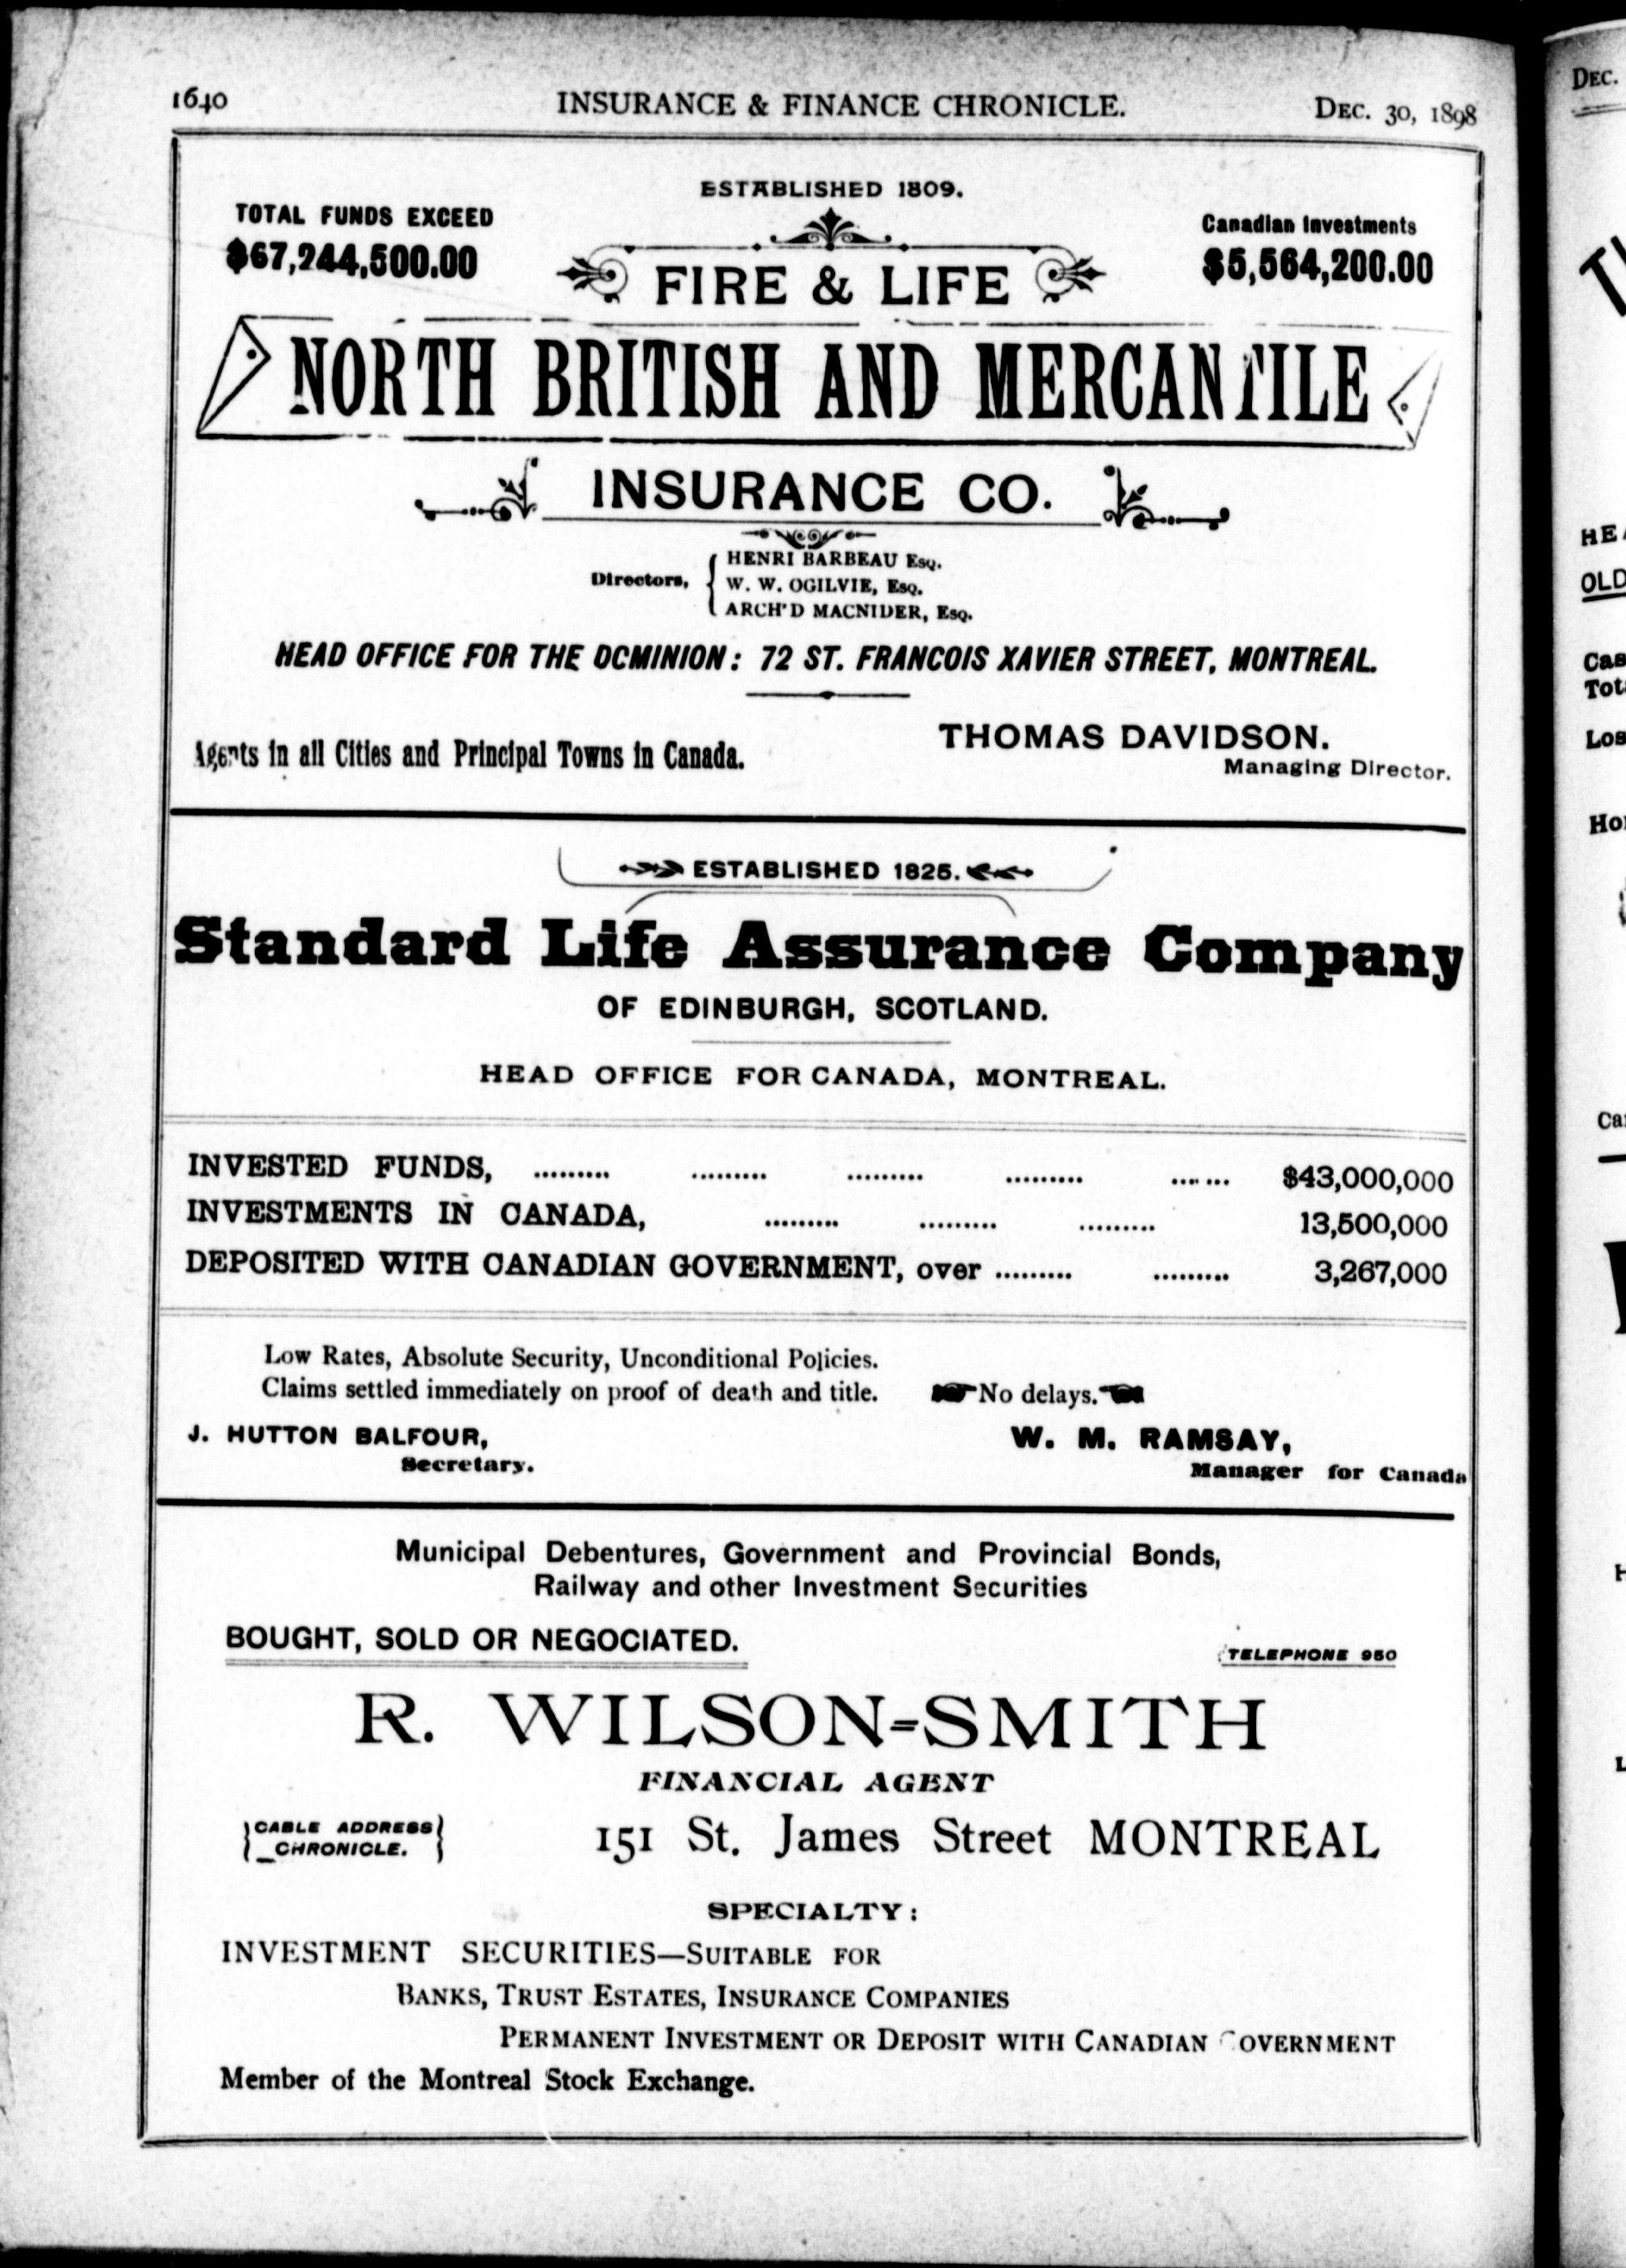 1640 INSURANCE & FINANCE CHRONICLE. DEC. 30, 1898
ESTABLISHED 1809.
TOTAL FUNDS EXCEED
$67,244,500.00
Canadian Investments
$5,564,200.00
FIRE & LIFE
NORTH BRITISH AND MERCANTILE
INSURANCE CO.
Directors,
HENRI BARBEAU Esq.
W. W. OGILVIE, Esq.
ARCH'D MACNIDER, Esq.
HEAD OFFICE FOR THE DOMINION: 72 ST. FRANCOIS XAVIER STREET, MONTREAL.
Agents in all Cities and Principal Towns in Canada.
THOMAS DAVIDSON.
Managing Director.
ESTABLISHED 1825.
Standard Life Assurance Company
OF EDINBURGH, SCOTLAND.
HEAD OFFICE FOR CANADA, MONTREAL.
INVESTED FUNDS, ......... ......... ......... ......... ....... $43,000,000
INVESTMENTS IN CANADA, ......... ......... ......... 13,500,000
DEPOSITED WITH CANADIAN GOVERNMENT, over ......... ......... 3,267,000
Low Rates, Absolute Security, Unconditional Policies.
Claims settled immediately on proof of death and title. No delays.
J. HUTTON BALFOUR,
Secretary.
W. M. RAMSAY,
Manager for Canada
Municipal Debentures, Government and Provincial Bonds,
Railway and other Investment Securities
BOUGHT, SOLD OR NEGOCIATED.
TELEPHONE 950
R. WILSON-SMITH
FINANCIAL AGENT
CABLE ADDRESS
CHRONICLE.
151 St. James Street MONTREAL
SPECIALTY:
INVESTMENT SECURITIES—SUITABLE FOR
BANKS, TRUST ESTATES, INSURANCE COMPANIES
PERMANENT INVESTMENT OR DEPOSIT WITH CANADIAN GOVERNMENT
Member of the Montreal Stock Exchange.
DEC.
OLD